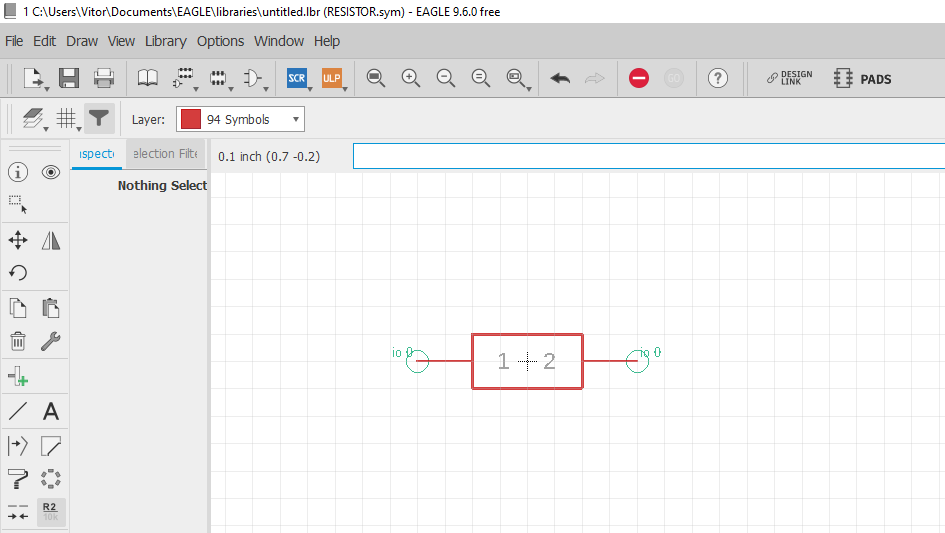 1 C:\Users\Vitor\Documents\EAGLE\libraries\untitled.lbr (RESISTOR.sym) - EAGLE 9.6.0 free
File Edit Draw View Library Options Window Help
SCR ULP ? DESIGN LINK PADS
Layer: 94 Symbols
nspecto election Filte 0.1 inch (0.7 -0.2)
Nothing Select
io 0 io 0
1 2
A
R2
10k